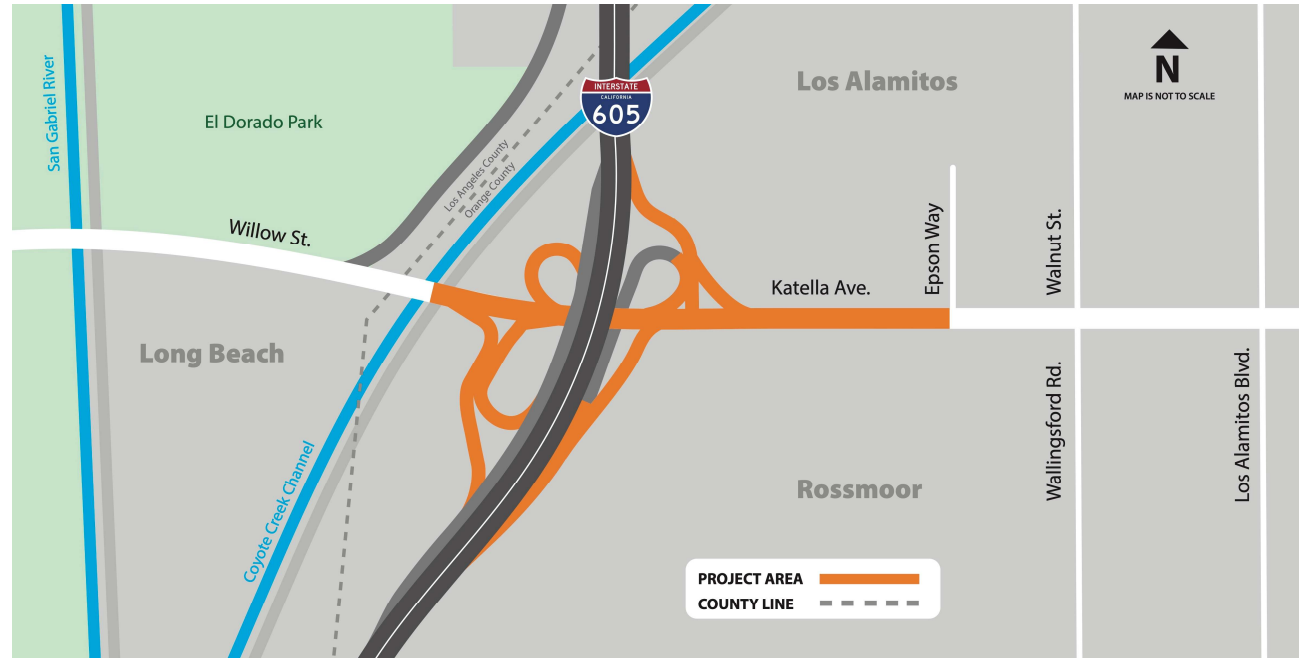 San Gabriel River
El Dorado Park
INTERSTATE
CALIFORNIA
605
Los Alamitos
N
MAP IS NOT TO SCALE
Los Angeles County
Orange County
Willow St.
Katella Ave.
Epson Way
Walnut St.
Long Beach
Coyote Creek Channel
Rossmoor
Wallingsford Rd.
Los Alamitos Blvd.
PROJECT AREA
COUNTY LINE